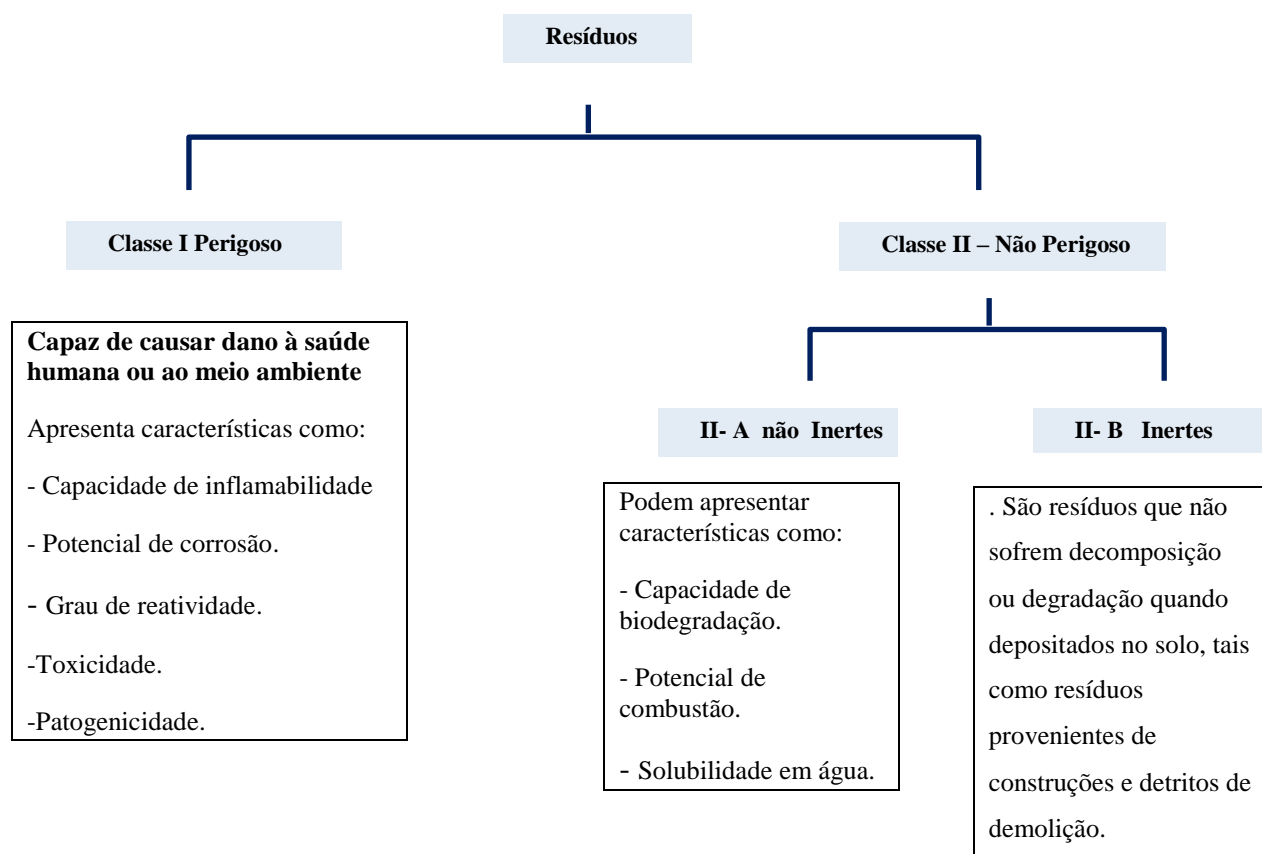 Resíduos
Classe I Perigoso
Classe II – Não Perigoso
Capaz de causar dano à saúde
humana ou ao meio ambiente
Apresenta características como:
- Capacidade de inflamabilidade
- Potencial de corrosão.
- Grau de reatividade.
-Toxicidade.
-Patogenicidade.
II- A não Inertes
Podem apresentar
características como:
- Capacidade de
biodegradação.
- Potencial de
combustão.
- Solubilidade em água.
II- B Inertes
. São resíduos que não
sofrem decomposição
ou degradação quando
depositados no solo, tais
como resíduos
provenientes de
construções e detritos de
demolição.